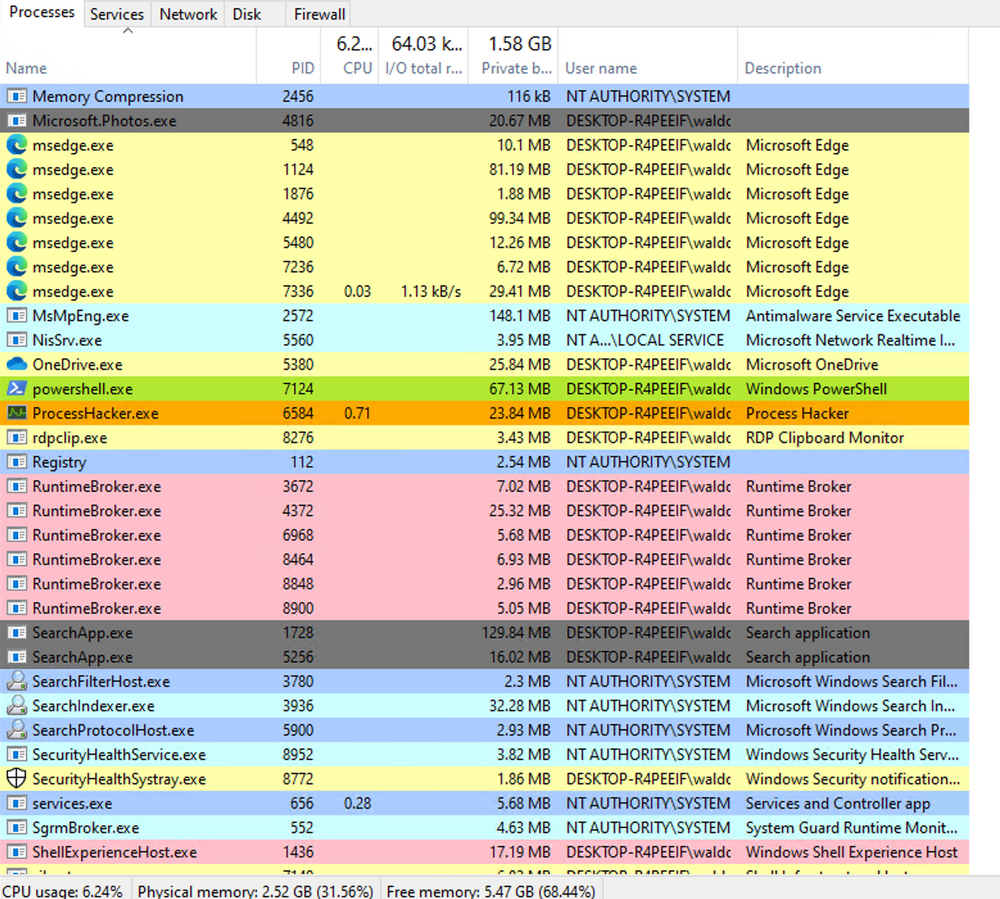 Processes Services Network Disk Firewall
6.2... 64.03 k... 1.58 GB
Name PID CPU I/O total r... Private b... User name Description
Memory Compression 2456 116 kB NT AUTHORITY\SYSTEM
Microsoft.Photos.exe 4816 20.67 MB DESKTOP-R4PEEIF\waldc
msedge.exe 548 10.1 MB DESKTOP-R4PEEIF\waldc Microsoft Edge
msedge.exe 1124 81.19 MB DESKTOP-R4PEEIF\waldc Microsoft Edge
msedge.exe 1876 1.88 MB DESKTOP-R4PEEIF\waldc Microsoft Edge
msedge.exe 4492 99.34 MB DESKTOP-R4PEEIF\waldc Microsoft Edge
msedge.exe 5480 12.26 MB DESKTOP-R4PEEIF\waldc Microsoft Edge
msedge.exe 7236 6.72 MB DESKTOP-R4PEEIF\waldc Microsoft Edge
msedge.exe 7336 0.03 1.13 kB/s 29.41 MB DESKTOP-R4PEEIF\waldc Microsoft Edge
MsMpEng.exe 2572 148.1 MB NT AUTHORITY\SYSTEM Antimalware Service Executable
NisSrv.exe 5560 3.95 MB NT A...\LOCAL SERVICE Microsoft Network Realtime I...
OneDrive.exe 5380 25.84 MB DESKTOP-R4PEEIF\waldc Microsoft OneDrive
powershell.exe 7124 67.13 MB DESKTOP-R4PEEIF\waldc Windows PowerShell
ProcessHacker.exe 6584 0.71 23.84 MB DESKTOP-R4PEEIF\waldc Process Hacker
rdpclip.exe 8276 3.43 MB DESKTOP-R4PEEIF\waldc RDP Clipboard Monitor
Registry 112 2.54 MB NT AUTHORITY\SYSTEM
RuntimeBroker.exe 3672 7.02 MB DESKTOP-R4PEEIF\waldc Runtime Broker
RuntimeBroker.exe 4372 25.32 MB DESKTOP-R4PEEIF\waldc Runtime Broker
RuntimeBroker.exe 6968 5.68 MB DESKTOP-R4PEEIF\waldc Runtime Broker
RuntimeBroker.exe 8464 6.93 MB DESKTOP-R4PEEIF\waldc Runtime Broker
RuntimeBroker.exe 8848 2.96 MB DESKTOP-R4PEEIF\waldc Runtime Broker
RuntimeBroker.exe 8900 5.05 MB DESKTOP-R4PEEIF\waldc Runtime Broker
SearchApp.exe 1728 129.84 MB DESKTOP-R4PEEIF\waldc Search application
SearchApp.exe 5256 16.02 MB DESKTOP-R4PEEIF\waldc Search application
SearchFilterHost.exe 3780 2.3 MB NT AUTHORITY\SYSTEM Microsoft Windows Search Fil...
SearchIndexer.exe 3936 32.28 MB NT AUTHORITY\SYSTEM Microsoft Windows Search In...
SearchProtocolHost.exe 5900 2.93 MB NT AUTHORITY\SYSTEM Microsoft Windows Search Pr...
SecurityHealthService.exe 8952 3.82 MB NT AUTHORITY\SYSTEM Windows Security Health Serv...
SecurityHealthSystray.exe 8772 1.86 MB DESKTOP-R4PEEIF\waldc Windows Security notification...
services.exe 656 0.28 5.68 MB NT AUTHORITY\SYSTEM Services and Controller app
SgrmBroker.exe 552 4.63 MB NT AUTHORITY\SYSTEM System Guard Runtime Monit...
ShellExperienceHost.exe 1436 17.19 MB DESKTOP-R4PEEIF\waldc Windows Shell Experience Host
CPU usage: 6.24% Physical memory: 2.52 GB (31.56%) Free memory: 5.47 GB (68.44%)